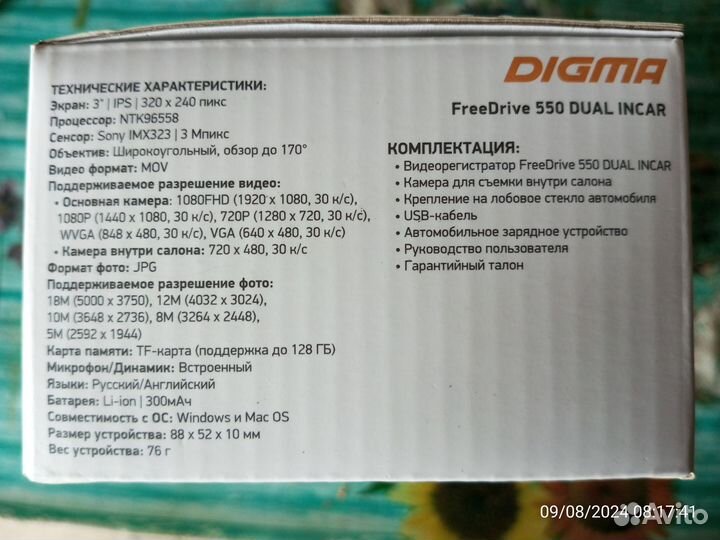 ТЕХНИЧЕСКИЕ ХАРАКТЕРИСТИКИ:
Экран: 3" | IPS | 320 x 240 пикс
Процессор: NTK96558
Сенсор: Sony IMX323 | 3 Мпикс
Объектив: Широкоугольный, обзор до 170°
Видео формат: MOV
Поддерживаемое разрешение видео:
• Основная камера: 1080FHD (1920 x 1080, 30 к/с),
1080P (1440 x 1080, 30 к/с), 720P (1280 x 720, 30 к/с),
WVGA (848 x 480, 30 к/с), VGA (640 x 480, 30 к/с)
• Камера внутри салона: 720 x 480, 30 к/с
Формат фото: JPG
Поддерживаемое разрешение фото:
18M (5000 x 3750), 12M (4032 x 3024),
10M (3648 x 2736), 8M (3264 x 2448),
5M (2592 x 1944)
Карта памяти: TF-карта (поддержка до 128 ГБ)
Микрофон/Динамик: Встроенный
Языки: Русский/Английский
Батарея: Li-ion | 300мАч
Совместимость с ОС: Windows и Mac OS
Размер устройства: 88 x 52 x 10 мм
Вес устройства: 76 г
DIGMA
FreeDrive 550 DUAL INCAR
КОМПЛЕКТАЦИЯ:
• Видеорегистратор FreeDrive 550 DUAL INCAR
• Камера для съемки внутри салона
• Крепление на лобовое стекло автомобиля
• USB-кабель
• Автомобильное зарядное устройство
• Руководство пользователя
• Гарантийный талон
09/08/2024 08:17:41
Avito